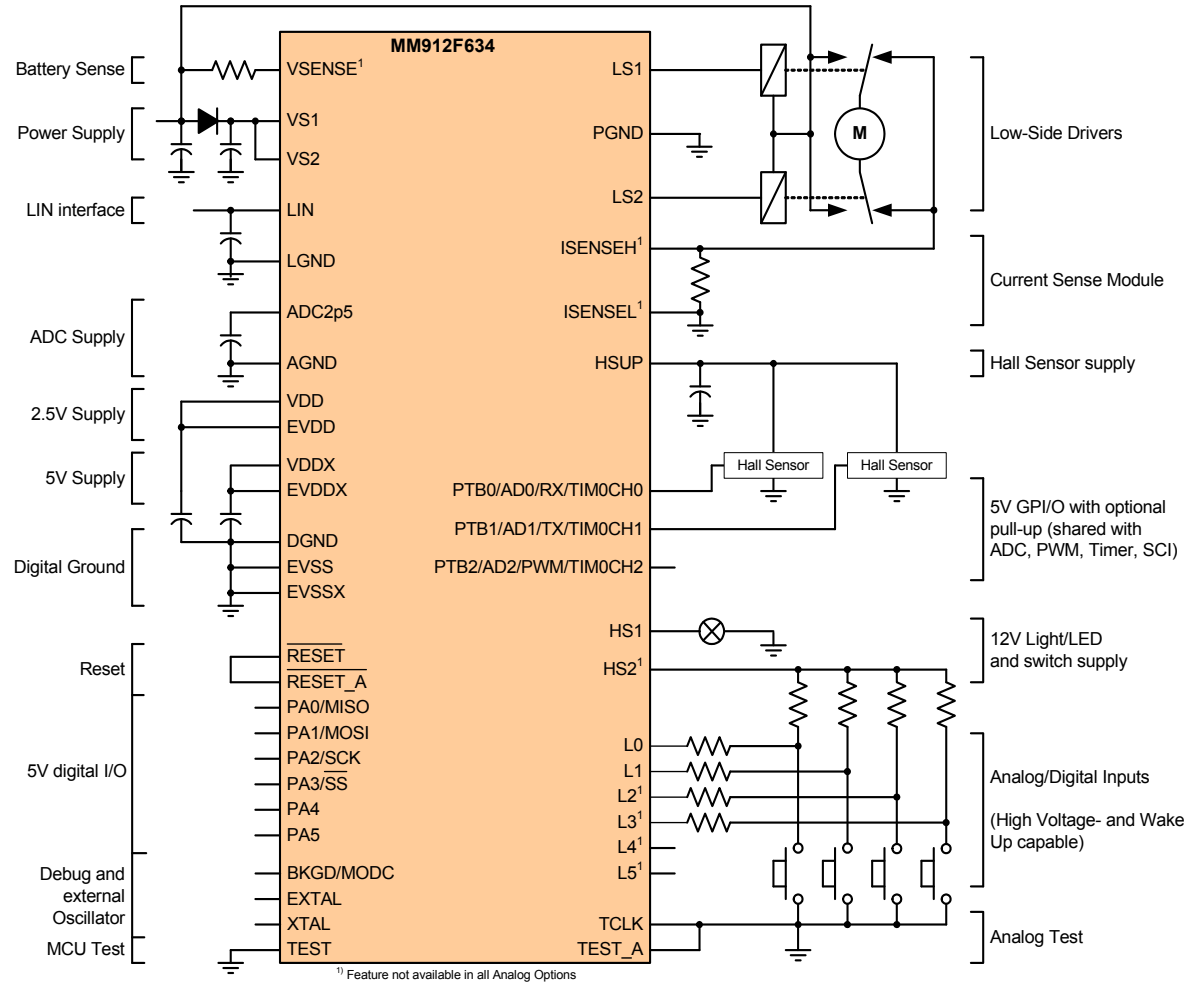 MM912F634
Battery Sense
Power Supply
LIN interface
ADC Supply
2.5V Supply
5V Supply
Digital Ground
Reset
5V digital I/O
Debug and
external
Oscillator
MCU Test
VSENSE¹
VS1
VS2
LIN
LGND
ADC2p5
AGND
VDD
EVDD
VDDX
EVDDX
DGND
EVSS
EVSSX
RESET
RESET_A
PA0/MISO
PA1/MOSI
PA2/SCK
PA3/SS
PA4
PA5
BKGD/MODC
EXTAL
XTAL
TEST
LS1
PGND
LS2
ISENSEH¹
ISENSEL¹
HSUP
PTB0/AD0/RX/TIM0CH0
PTB1/AD1/TX/TIM0CH1
PTB2/AD2/PWM/TIM0CH2
HS1
HS2¹
L0
L1
L2¹
L3¹
L4¹
L5¹
TCLK
TEST_A
M
Hall Sensor
Hall Sensor
Low-Side Drivers
Current Sense Module
Hall Sensor supply
5V GPI/O with optional
pull-up (shared with
ADC, PWM, Timer, SCI)
12V Light/LED
and switch supply
Analog/Digital Inputs
(High Voltage- and Wake
Up capable)
Analog Test
¹⁾ Feature not available in all Analog Options